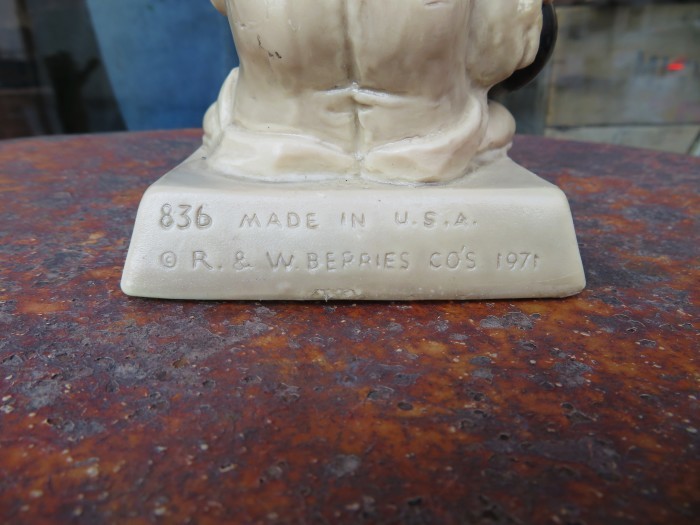 836 MADE IN U.S.A.
© R. & W. BERRIES CO'S 1971